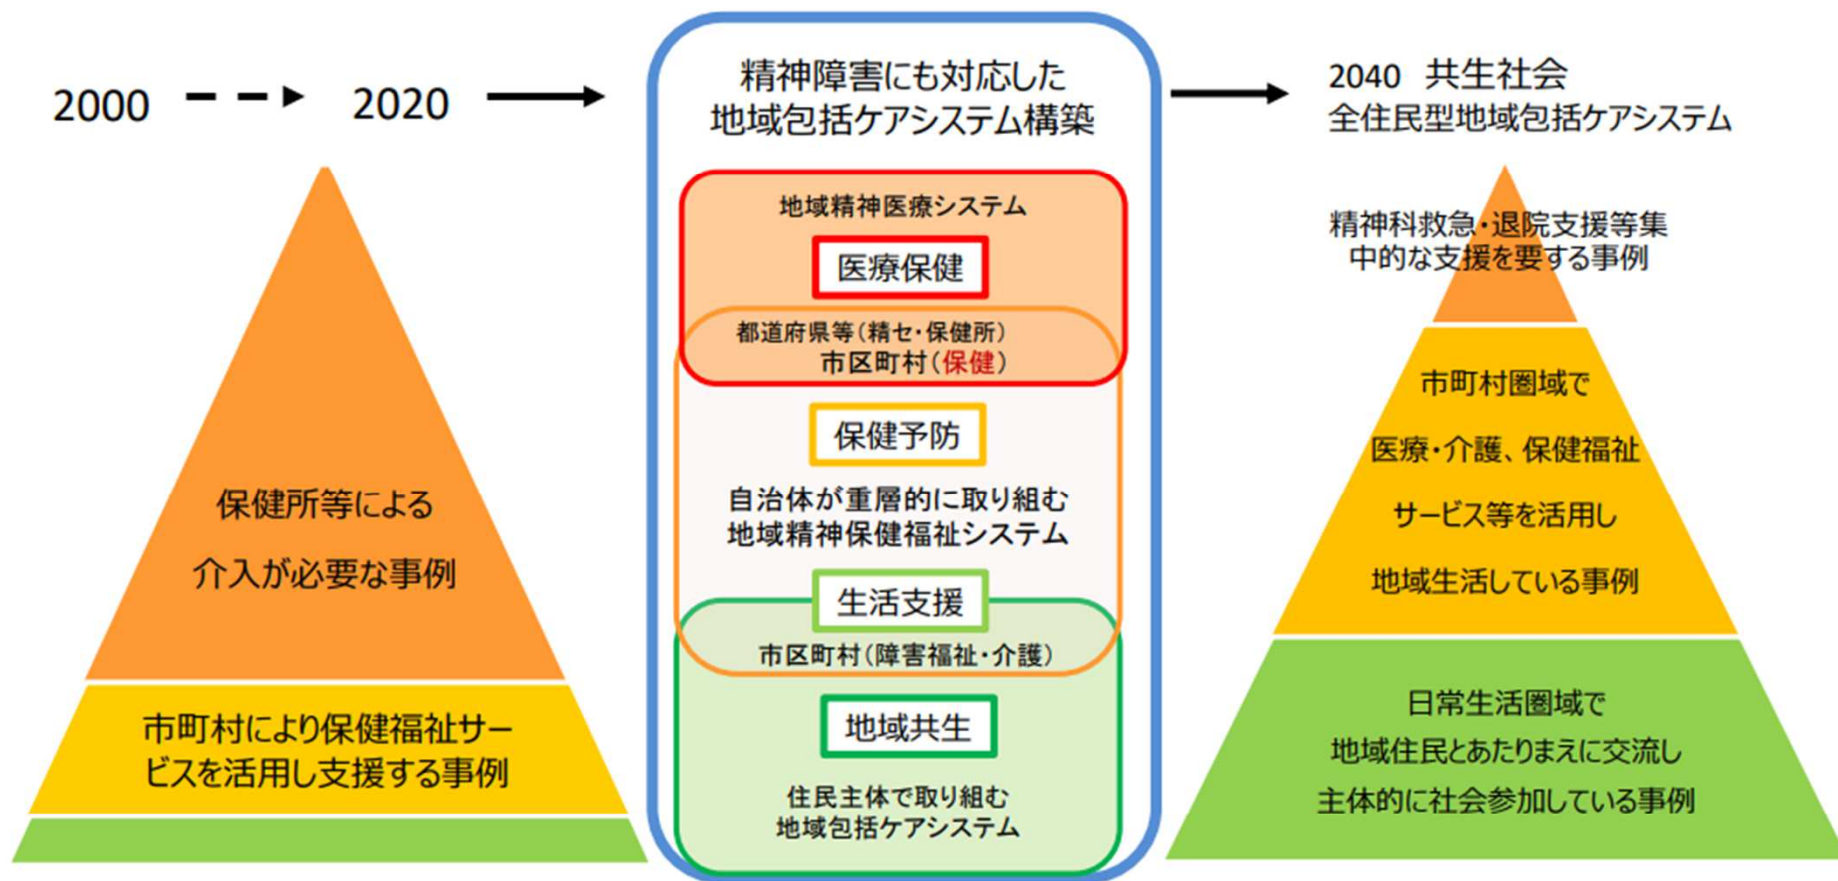 2000
2020
精神障害にも対応した
地域包括ケアシステム構築
2040 共生社会
全住民型地域包括ケアシステム
保健所等による
介入が必要な事例
市町村により保健福祉サー
ビスを活用し支援する事例
地域精神医療システム
医療保健
都道府県等（精セ・保健所）
市区町村（保健）
保健予防
自治体が重層的に取り組む
地域精神保健福祉システム
生活支援
市区町村（障害福祉・介護）
地域共生
住民主体で取り組む
地域包括ケアシステム
精神科救急・退院支援等集
中的な支援を要する事例
市町村圏域で
医療・介護、保健福祉
サービス等を活用し
地域生活している事例
日常生活圏域で
地域住民とあたりまえに交流し
主体的に社会参加している事例